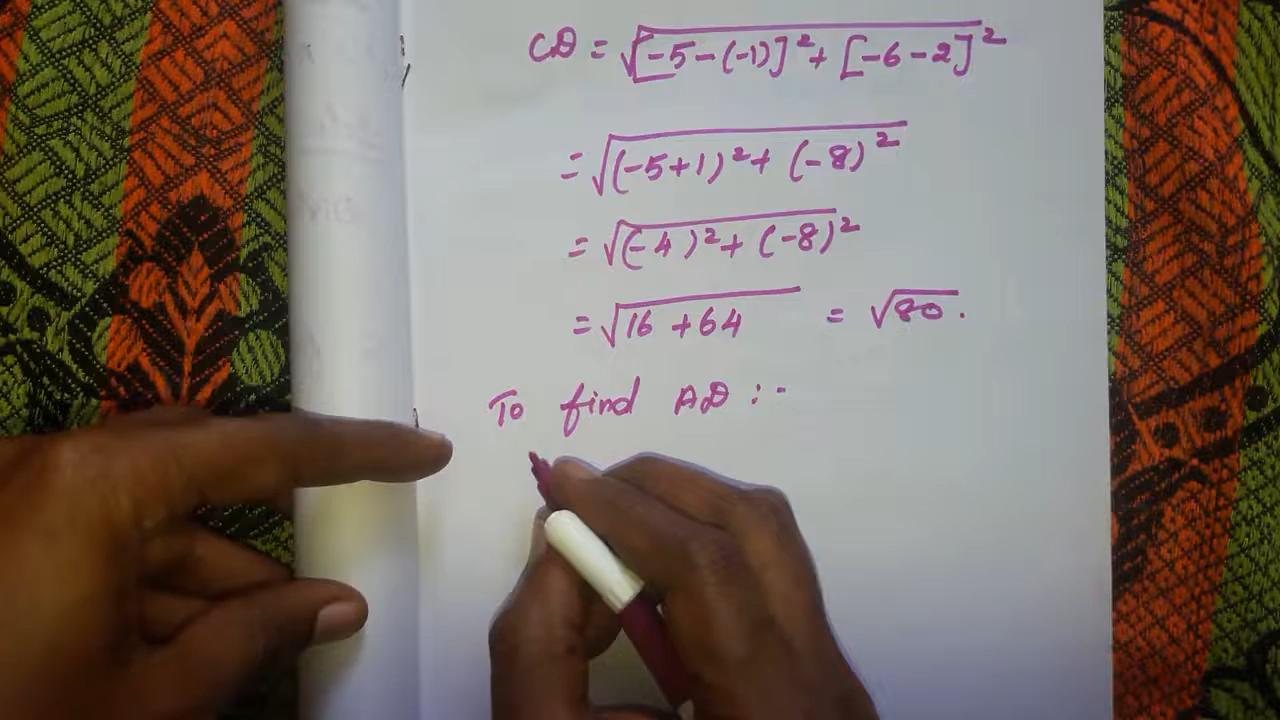 CD = √[-5-(-1)]² + [-6-2]²
= √(-5+1)² + (-8)²
= √(-4)² + (-8)²
= √16 + 64 = √80.
To find AD :-